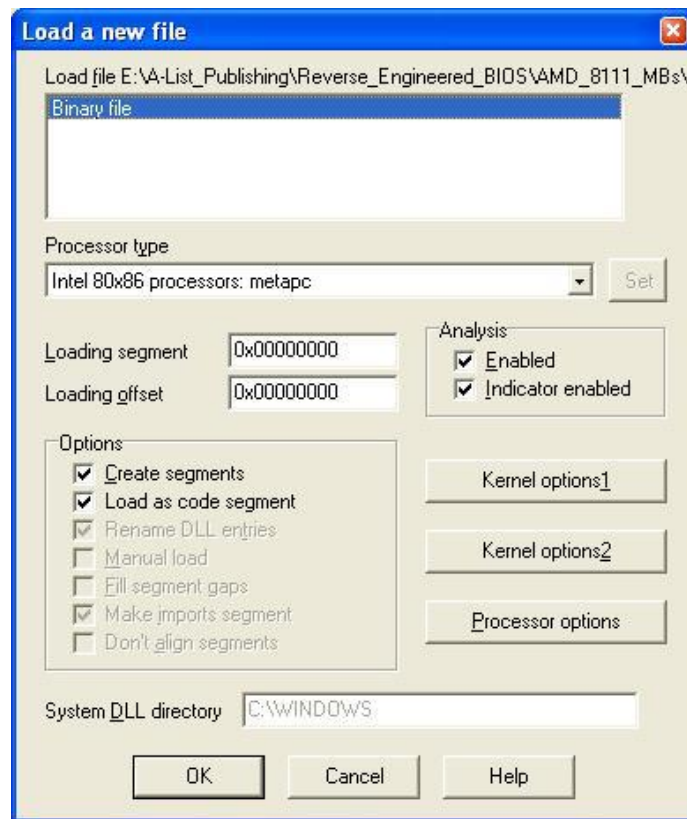 Load a new file
Load file E:\A-List_Publishing\Reverse_Engineered_BIOS\AMD_8111_MBs\
Binary file
Processor type
Intel 80x86 processors: metapc
Set
Loading segment
0x00000000
Loading offset
0x00000000
Analysis
Enabled
Indicator enabled
Options
Create segments
Load as code segment
Rename DLL entries
Manual load
Fill segment gaps
Make imports segment
Don't align segments
Kernel options1
Kernel options2
Processor options
System DLL directory
C:\WINDOWS
OK
Cancel
Help